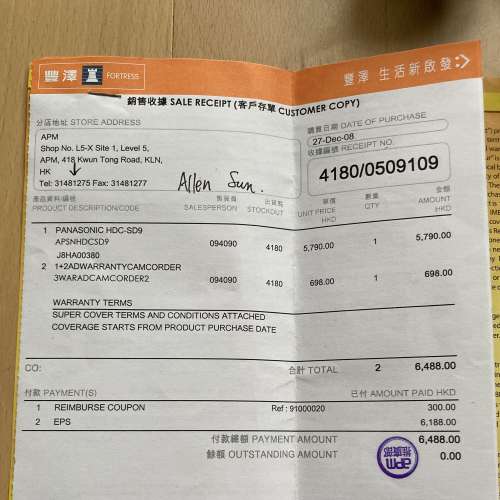 豐澤 FORTRESS
豐澤 生活新啟發
銷售收據 SALE RECEIPT (客戶存單 CUSTOMER COPY)
分店地址 STORE ADDRESS
APM
Shop No. L5-X Site 1, Level 5,
APM, 418 Kwun Tong Road, KLN,
HK
Tel: 31481275 Fax: 31481277
Allen Sun.
購買日期 DATE OF PURCHASE
27-Dec-08
收據編號 RECEIPT NO.
4180/0509109
產品資料/編號 售貨員 出貨倉 單價 數量 金額
PRODUCT DESCRIPTION/CODE SALESPERSON STOCKOUT UNIT PRICE HKD QTY AMOUNT HKD
1 PANASONIC HDC-SD9
APSNHDCSD9 094090 4180 5,790.00 1 5,790.00
J8HA00380
2 1+2ADWARRYCAMCORDER
3WARADCAMCORDER2 094090 4180 698.00 1 698.00
WARRANTY TERMS
SUPER COVER TERMS AND CONDITIONS ATTACHED
COVERAGE STARTS FROM PRODUCT PURCHASE DATE
CO: 合計 TOTAL 2 6,488.00
付款 PAYMENT(S) 已付 AMOUNT PAID HKD
1 REIMBURSE COUPON Ref : 91000020 300.00
2 EPS 6,188.00
付款總額 PAYMENT AMOUNT 6,488.00
餘額 OUTSTANDING AMOUNT 0.00
apm
推廣部